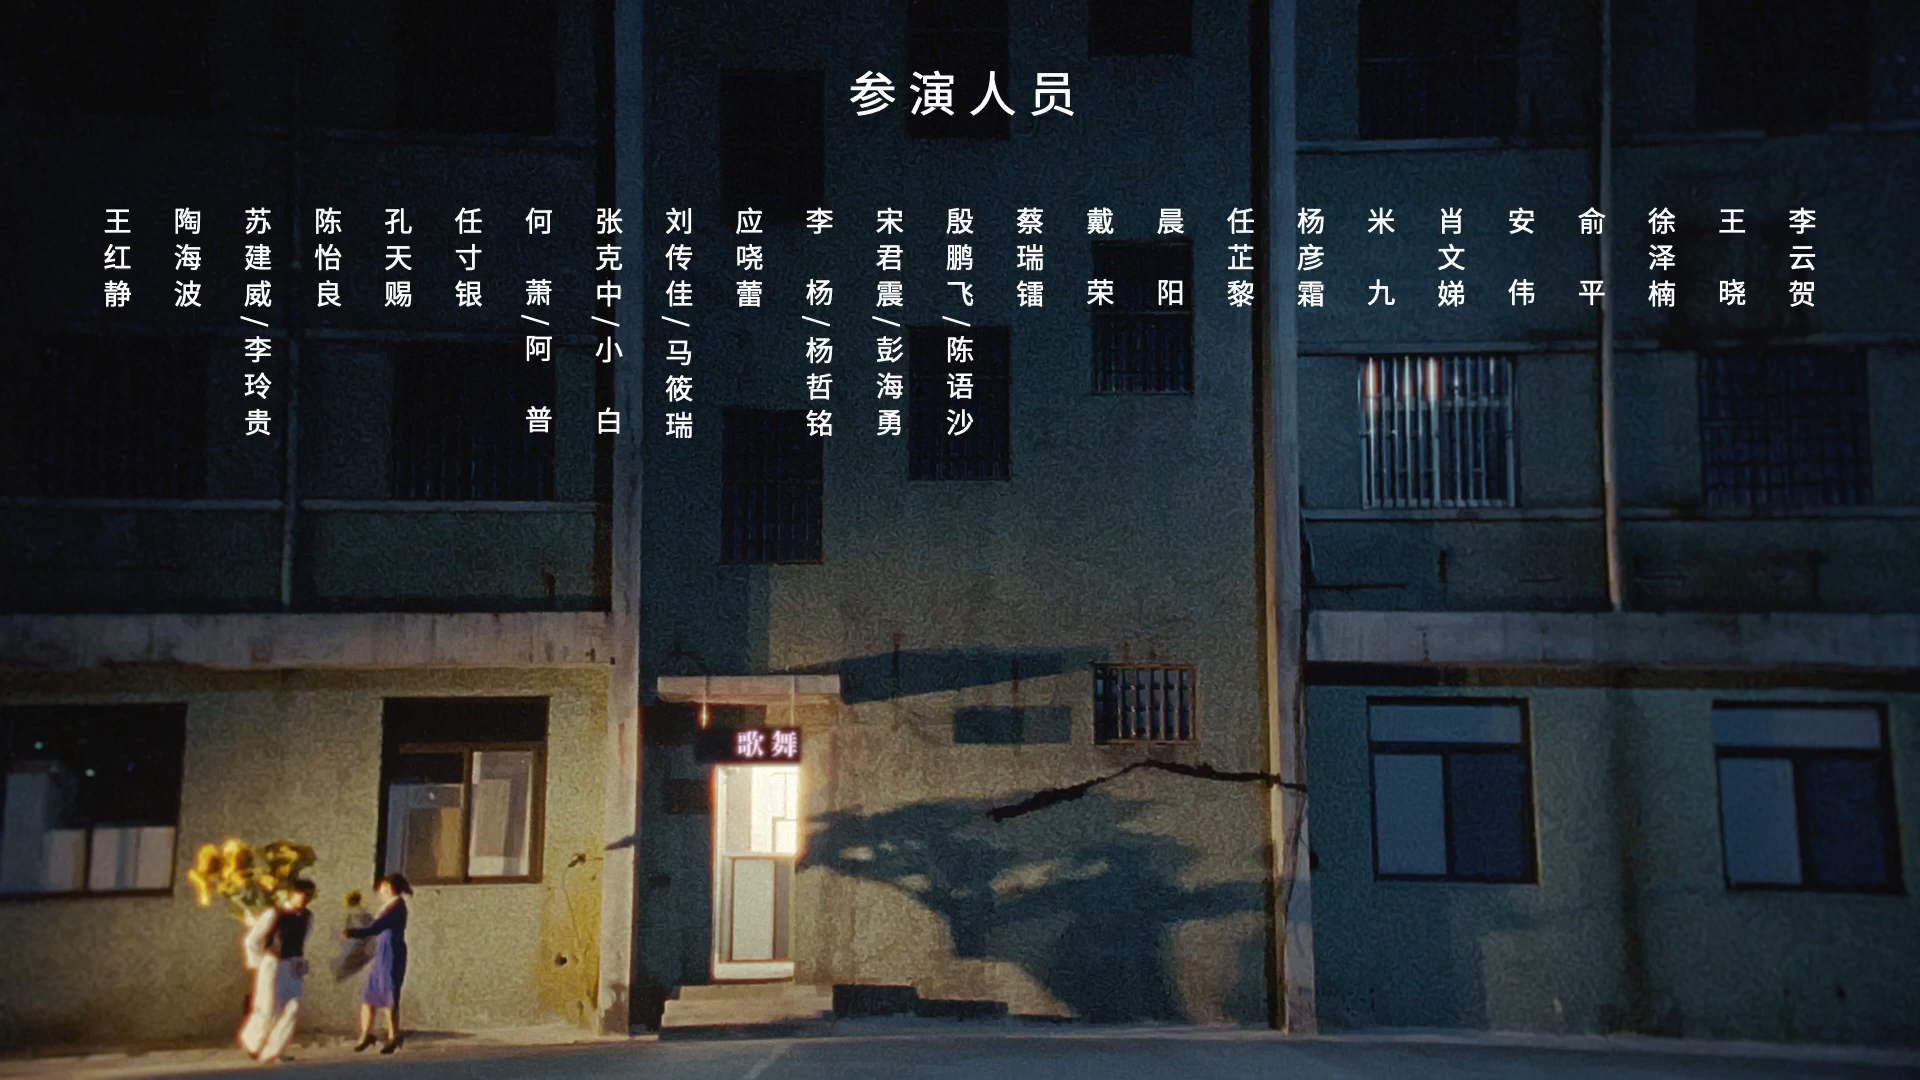 参演人员
王红静
陶海波
苏建威/李玲贵
陈怡良
孔天赐
任寸银
何 萧/阿 普
张克中/小 白
刘传佳/马筱瑞
应哓蕾
李 杨/杨哲铭
宋君震/彭海勇
殷鹏飞/陈语沙
蔡瑞镭
戴 荣
晨 阳
任芷黎
杨彦霜
米 九
肖文娣
安 伟
俞 平
徐泽楠
王 晓
李云贺
歌舞